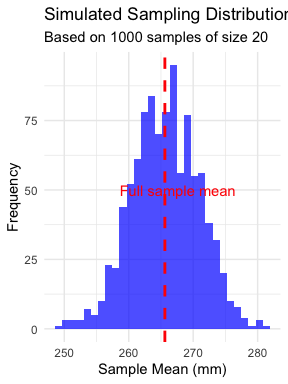 Simulated Sampling Distribution
Based on 1000 samples of size 20
75
50
25
0
Full sample mean
250 260 270 280
Sample Mean (mm)
Frequency